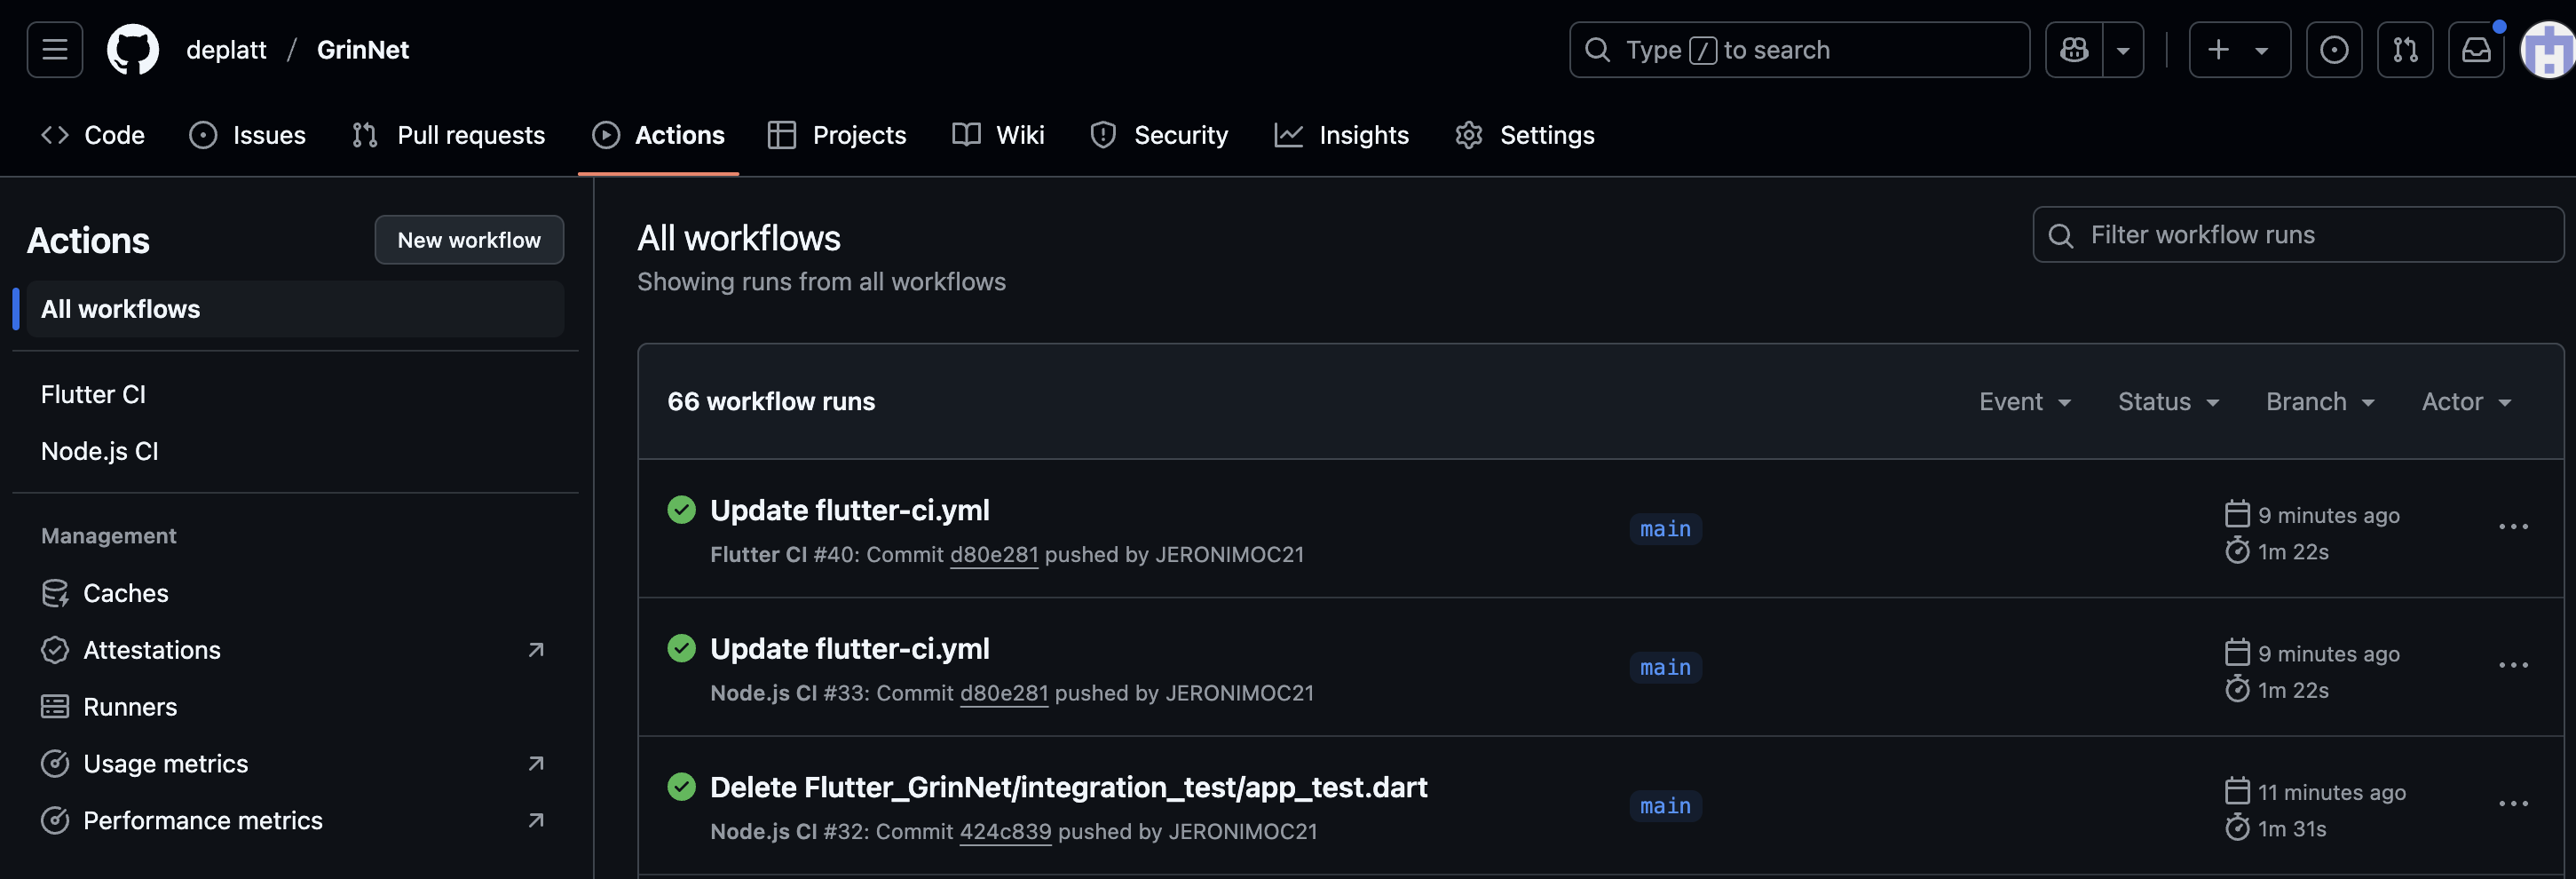 deplatt / GrinNet
Type / to search
Code
Issues
Pull requests
Actions
Projects
Wiki
Security
Insights
Settings
Actions
New workflow
All workflows
Flutter CI
Node.js CI
Management
Caches
Attestations
Runners
Usage metrics
Performance metrics
All workflows
Showing runs from all workflows
Filter workflow runs
66 workflow runs
Event
Status
Branch
Actor
Update flutter-ci.yml
Flutter CI #40: Commit d80e281 pushed by JERONIMOC21
main
9 minutes ago
1m 22s
Update flutter-ci.yml
Node.js CI #33: Commit d80e281 pushed by JERONIMOC21
main
9 minutes ago
1m 22s
Delete Flutter_GrinNet/integration_test/app_test.dart
Node.js CI #32: Commit 424c839 pushed by JERONIMOC21
main
11 minutes ago
1m 31s